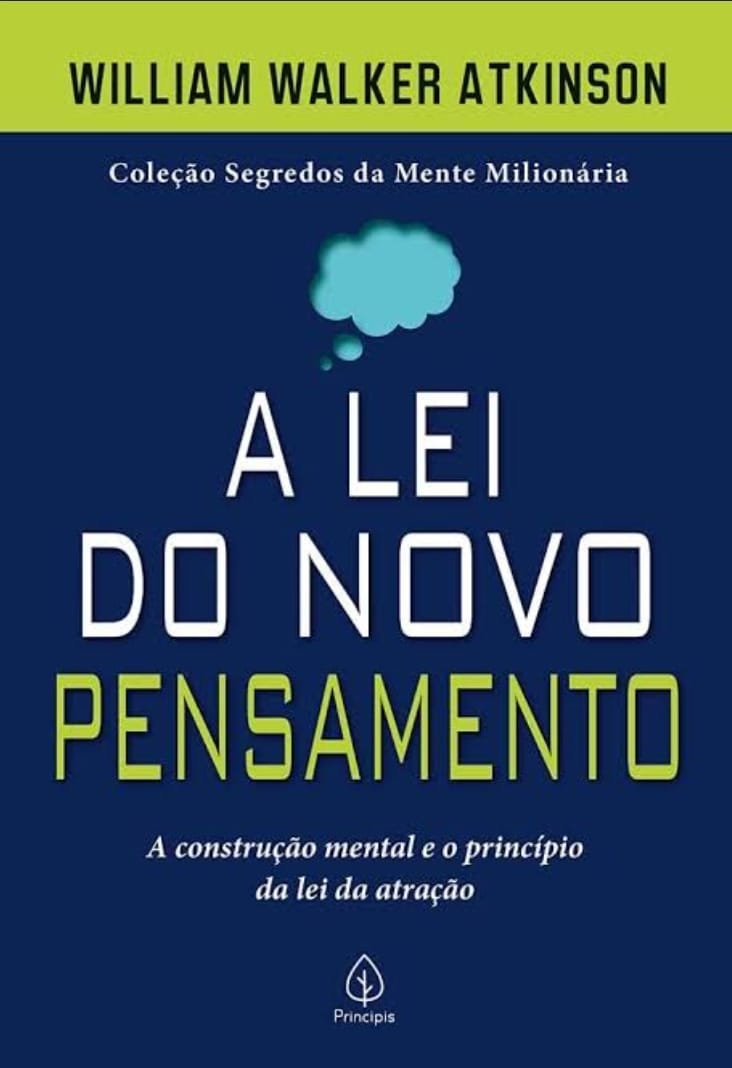 WILLIAM WALKER ATKINSON
Coleção Segredos da Mente Milionária
A LEI
DO NOVO
PENSAMENTO
A construção mental e o princípio
da lei da atração
Principis